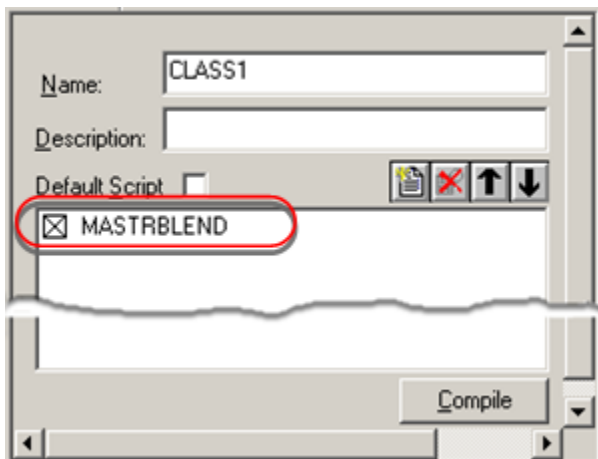 Name: CLASS1
Description:
Default Script
MASTRBLEND
Compile